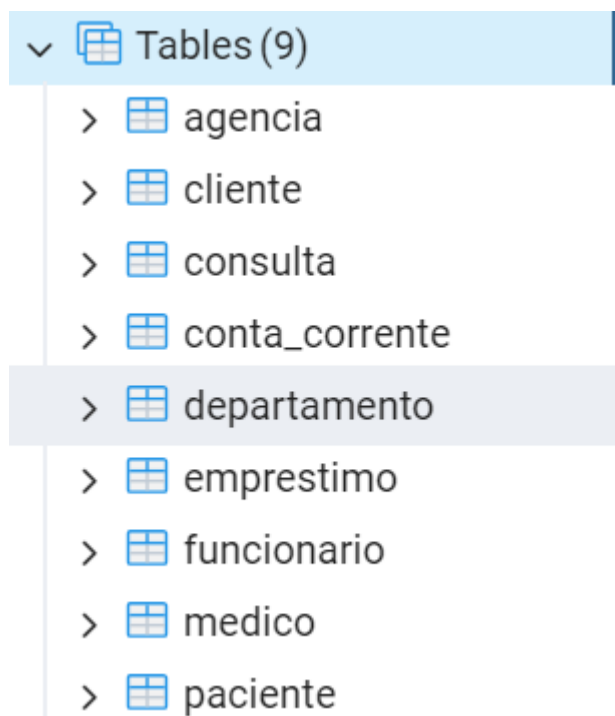 Tables (9)
agencia
cliente
consulta
conta_corrente
departamento
emprestimo
funcionario
medico
paciente